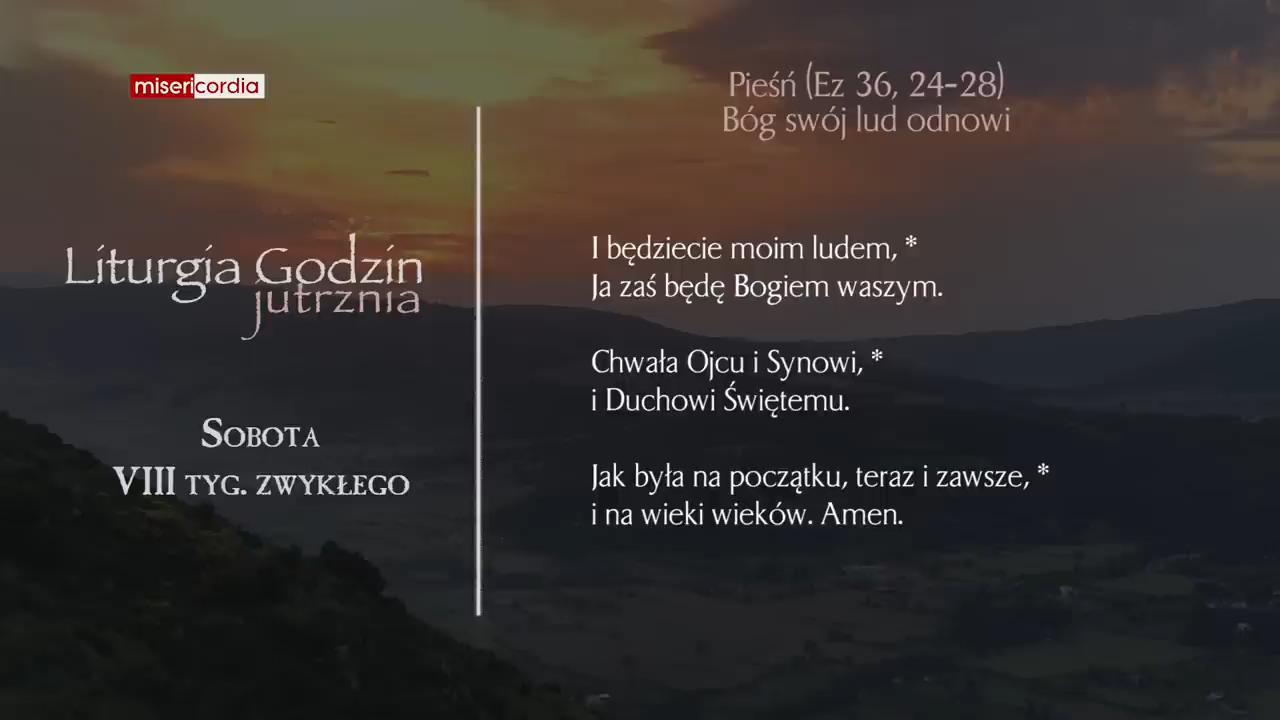 misericordia
Liturgia Godzin
jutrznia
Sobota
VIII tyg. zwykłego
Pieśń (Ez 36, 24-28)
Bóg swój lud odnowi
I będziecie moim ludem, *
Ja zaś będę Bogiem waszym.
Chwała Ojcu i Synowi, *
i Duchowi Świętemu.
Jak była na początku, teraz i zawsze, *
i na wieki wieków. Amen.